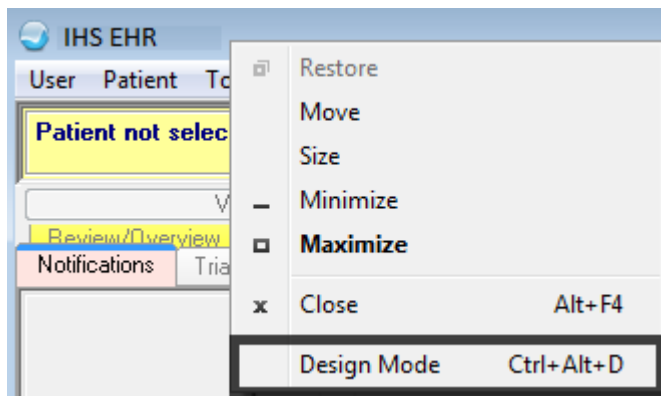 IHS EHR
User Patient
Restore
Move
Patient not
Size
Minimize
Review/Overview
Maximize
Notifications
Close Alt+F4
Design Mode Ctrl+Alt+D